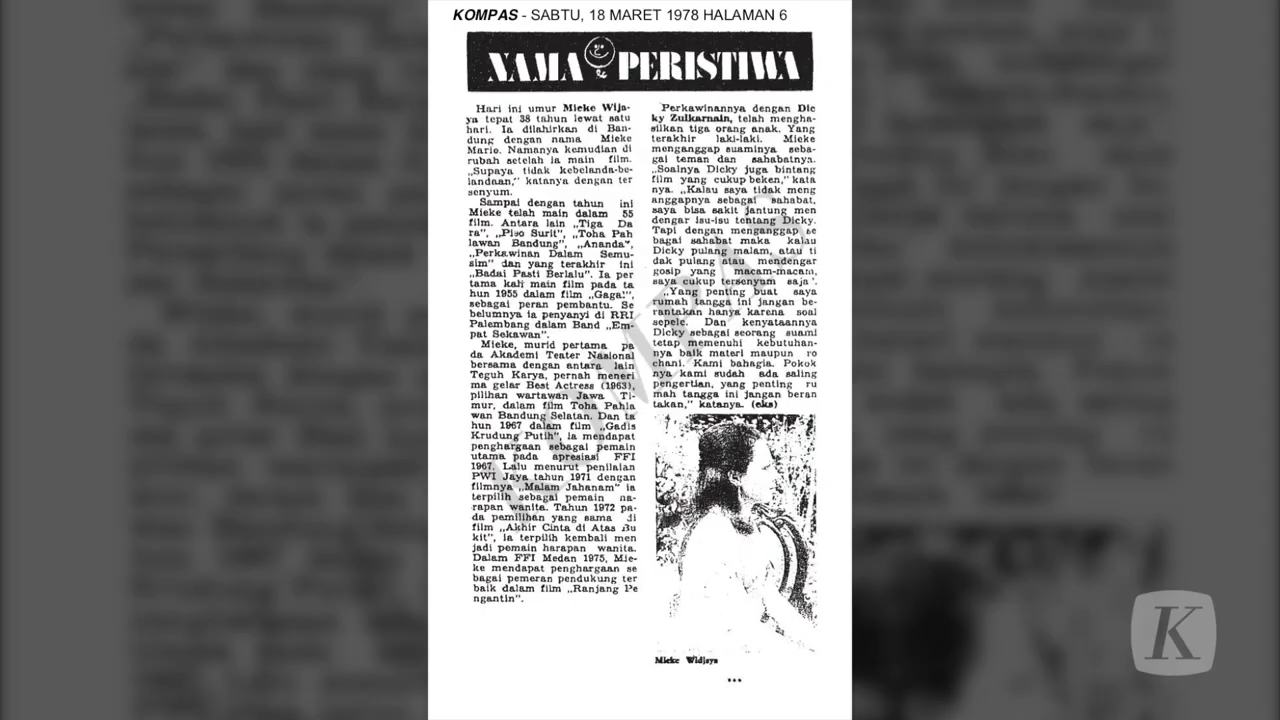 KOMPAS - SABTU, 18 MARET 1978 HALAMAN 6
NAMA & PERISTIWA
Hari ini umur Mieke Wija-
ya tepat 38 tahun lewat satu
hari. Ia dilahirkan di Ban-
dung dengan nama Mieke
Marie. Namanya kemudian di
rubah setelah ia main film.
„Supaya tidak kebelanda-be-
landaan,” katanya dengan ter
senyum.
Sampai dengan tahun ini
Mieke telah main dalam 55
film. Antara lain „Tiga Da
ra”, „Piso Surit”, „Toha Pah
lawan Bandung”, „Ananda”,
„Perkawinan Dalam Semu-
sim” dan yang terakhir ini
„Badai Pasti Berlalu”. Ia per
tama kali main film pada ta
hun 1955 dalam film „Gagal”,
sebagai peran pembantu. Se
belumnya ia penyanyi di RRI
Palembang dalam Band „Em-
pat Sekawan”.
Mieke, murid pertama pa
da Akademi Teater Nasional
bersama dengan antara lain
Teguh Karya, pernah meneri
ma gelar Best Actress (1963),
pilihan wartawan Jawa Ti-
mur, dalam film Toha Pahla
wan Bandung Selatan. Dan ta
hun 1967 dalam film „Gadis
Krudung Putih”, ia mendapat
penghargaan sebagai pemain
utama pada apresiasi FFI
1967. Lalu menurut penilaian
PWI Jaya tahun 1971 dengan
filmnya „Malam Jahanam” ia
terpilih sebagai pemain ha-
rapan wanita. Tahun 1972 pa-
da pemilihan yang sama di
film „Akhir Cinta di Atas Bu
kit”, ia terpilih kembali men
jadi pemain harapan wanita.
Dalam FFI Medan 1975, Mie-
ke mendapat penghargaan se
bagai pemeran pendukung ter
baik dalam film „Ranjang Pe
ngantin”.
Perkawinannya dengan Dic
ky Zulkarnain, telah mengha-
silkan tiga orang anak. Yang
terakhir laki-laki. Mieke
menganggap suaminya seba-
gai teman dan sahabatnya.
„Soalnya Dicky juga bintang
film yang cukup beken,” kata
nya. „Kalau saya tidak meng
anggapnya sebagai sahabat,
saya bisa sakit jantung men
dengar isu-isu tentang Dicky.
Tapi dengan menganggap se
bagai sahabat maka kalau
Dicky pulang malam, atau ti
dak pulang atau mendengar
gosip yang macam-macam,
saya cukup tersenyum saja”.
„Yang penting buat saya
rumah tangga ini jangan be-
rantakan hanya karena soal
sepele. Dan kenyataannya
Dicky sebagai seorang suami
tetap memenuhi kebutuhan-
nya baik materi maupun ro
chani. Kami bahagia. Pokok
nya kami sudah ada saling
pengertian, yang penting ru
mah tangga ini jangan beran
takan,” katanya. (eks)
Mieke Widjaya
***
KOMPAS
K